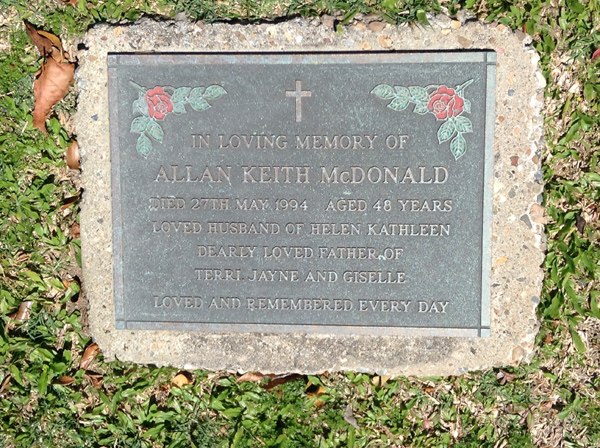 IN LOVING MEMORY OF
ALLAN KEITH McDONALD
DIED 27TH MAY 1994 AGED 48 YEARS
LOVED HUSBAND OF HELEN KATHLEEN
DEARLY LOVED FATHER OF
TERRI, JAYNE AND GISELLE
LOVED AND REMEMBERED EVERY DAY